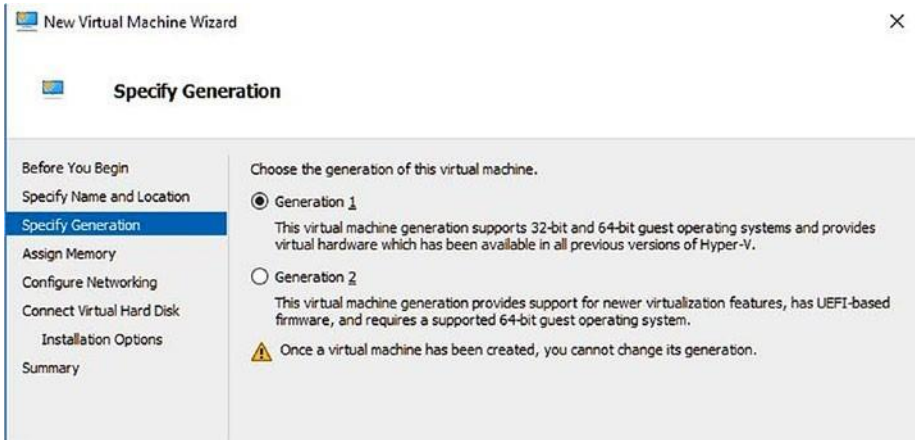 New Virtual Machine Wizard
Specify Generation
Before You Begin
Specify Name and Location
Specify Generation
Assign Memory
Configure Networking
Connect Virtual Hard Disk
Installation Options
Summary
Choose the generation of this virtual machine.
Generation 1
This virtual machine generation supports 32-bit and 64-bit guest operating systems and provides
virtual hardware which has been available in all previous versions of Hyper-V.
Generation 2
This virtual machine generation provides support for newer virtualization features, has UEFI-based
firmware, and requires a supported 64-bit guest operating system.
Once a virtual machine has been created, you cannot change its generation.